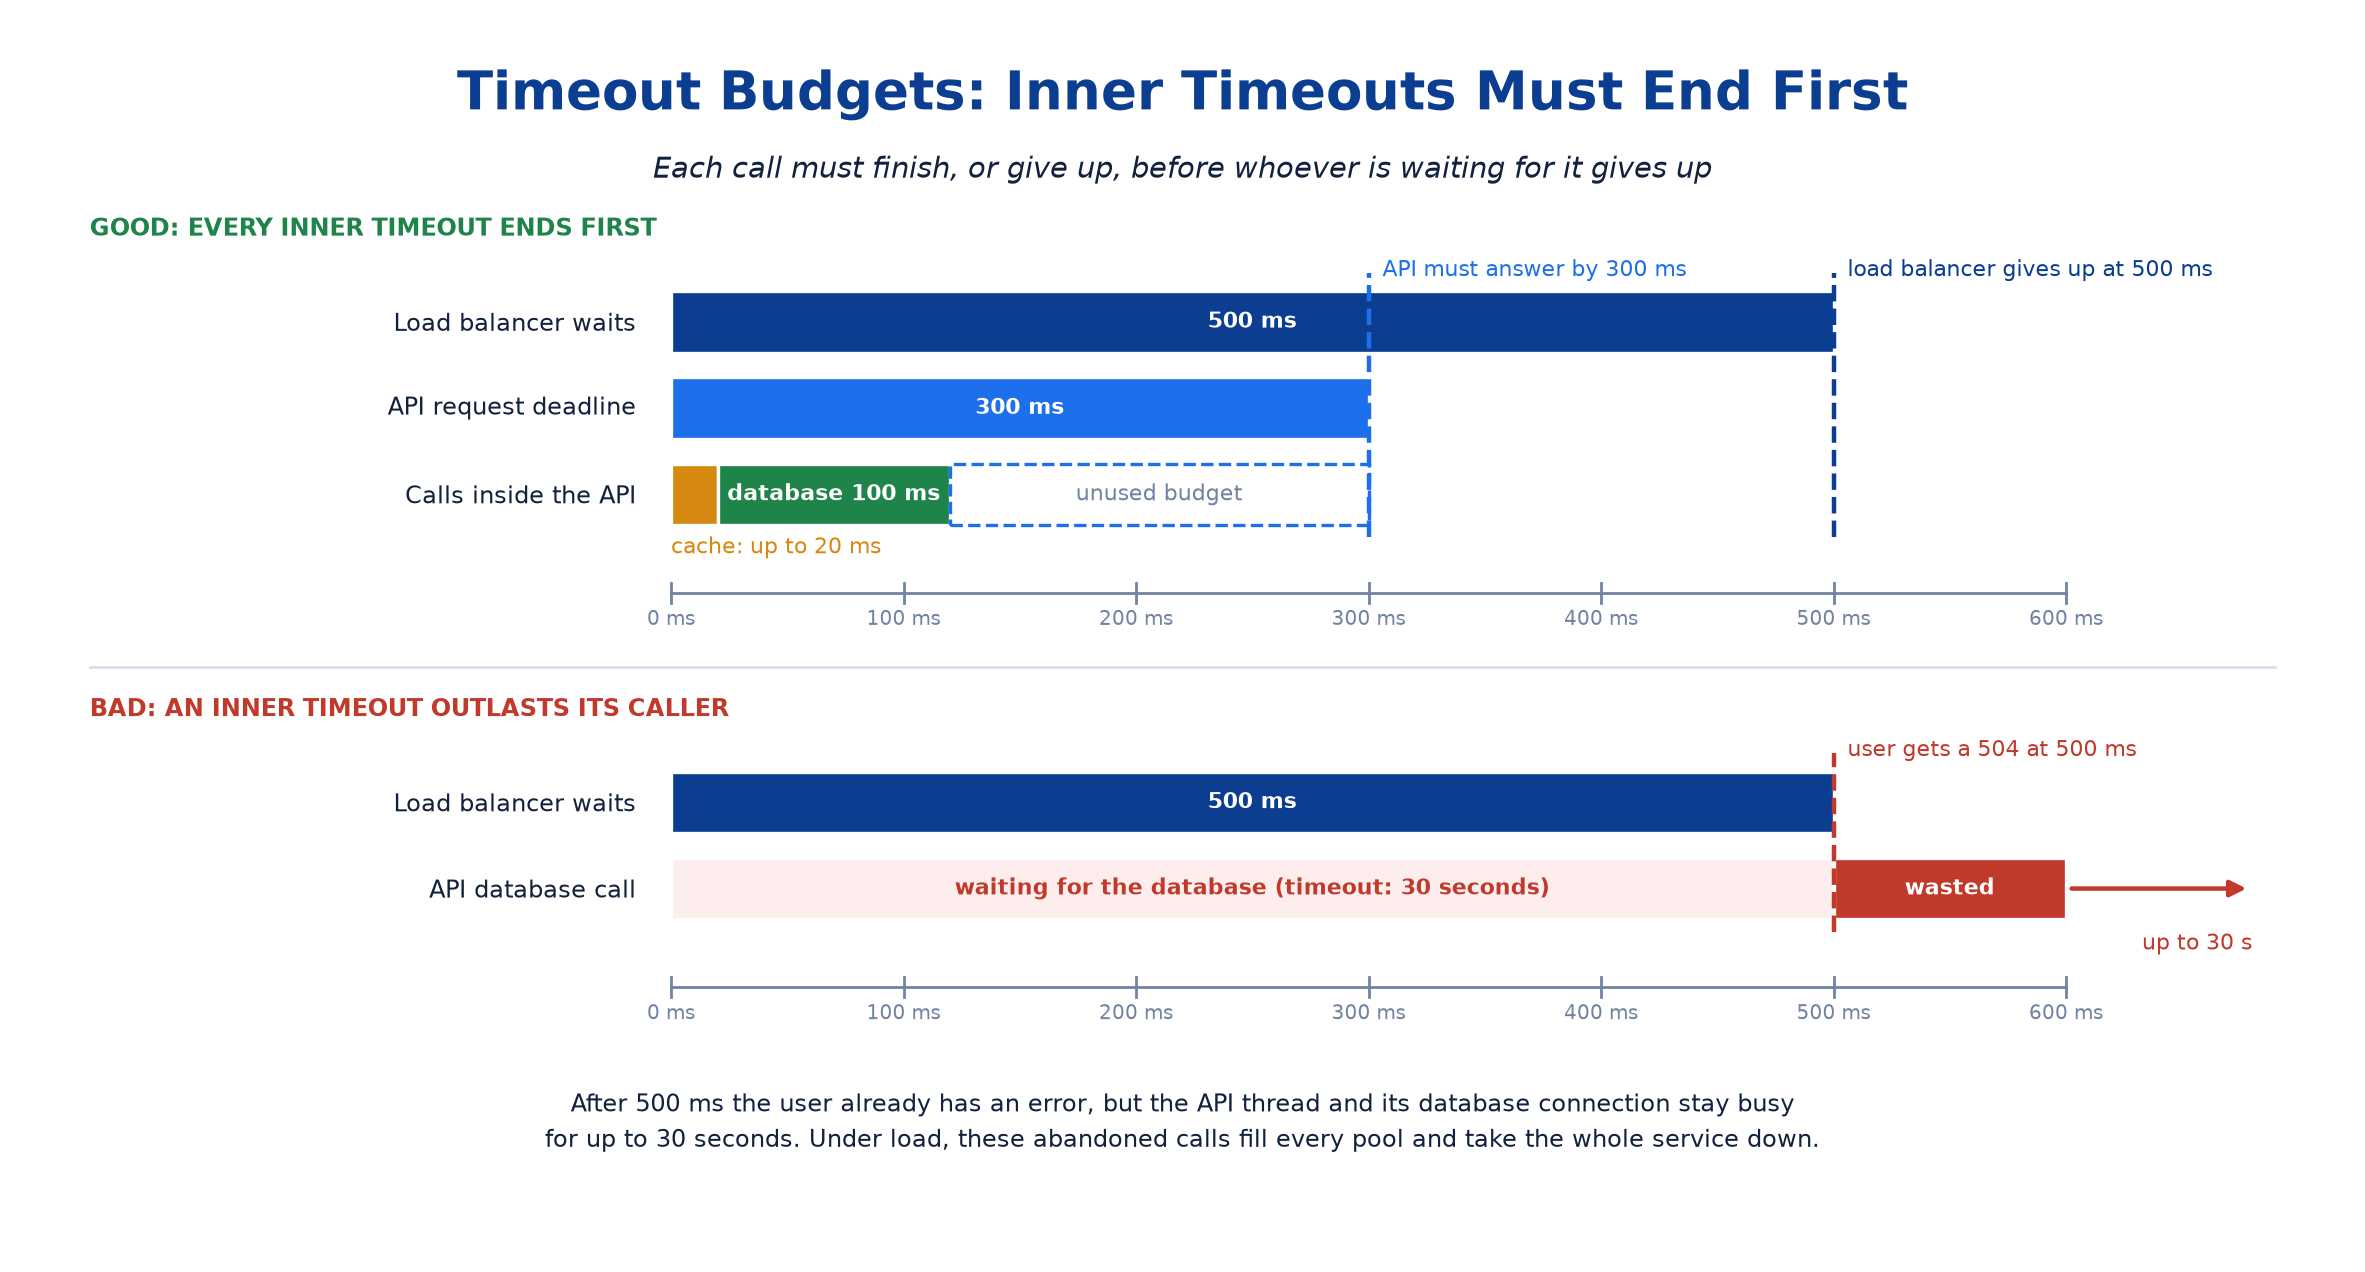 Timeout Budgets: Inner Timeouts Must End First
Each call must finish, or give up, before whoever is waiting for it gives up
GOOD: EVERY INNER TIMEOUT ENDS FIRST
API must answer by 300 ms
load balancer gives up at 500 ms
Load balancer waits
500 ms
API request deadline
300 ms
Calls inside the API
database 100 ms
unused budget
cache: up to 20 ms
0 ms
100 ms
200 ms
300 ms
400 ms
500 ms
600 ms
BAD: AN INNER TIMEOUT OUTLASTS ITS CALLER
user gets a 504 at 500 ms
Load balancer waits
500 ms
API database call
waiting for the database (timeout: 30 seconds)
wasted
up to 30 s
0 ms
100 ms
200 ms
300 ms
400 ms
500 ms
600 ms
After 500 ms the user already has an error, but the API thread and its database connection stay busy
for up to 30 seconds. Under load, these abandoned calls fill every pool and take the whole service down.